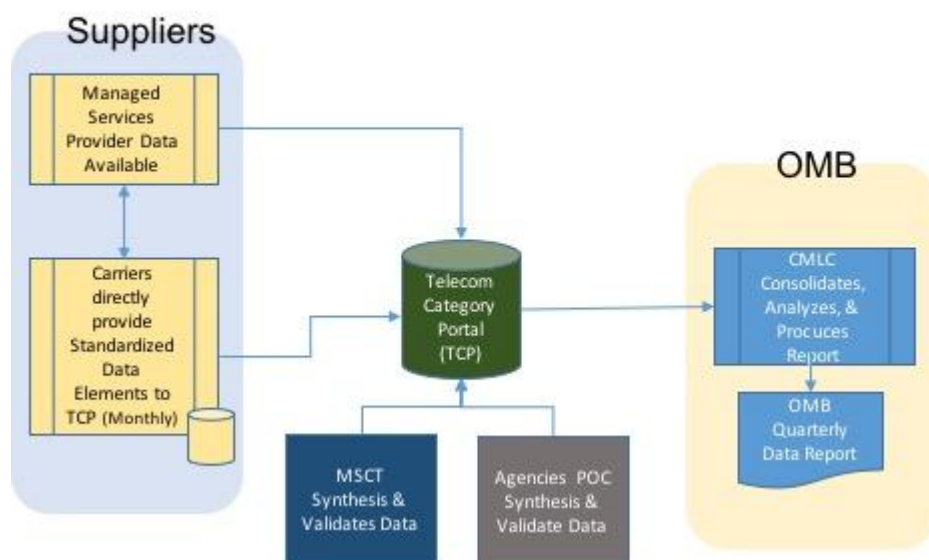 Suppliers
Managed
Services
Provider Data
Available
Carriers
directly
provide
Standardized
Data
Elements to
TCP (Monthly)
Telecom
Category
Portal
(TCP)
MSCT
Synthesis &
Validates Data
Agencies POC
Synthesis &
Validate Data
OMB
CMLC
Consolidates,
Analyzes, &
Procuces
Report
OMB
Quarterly
Data Report